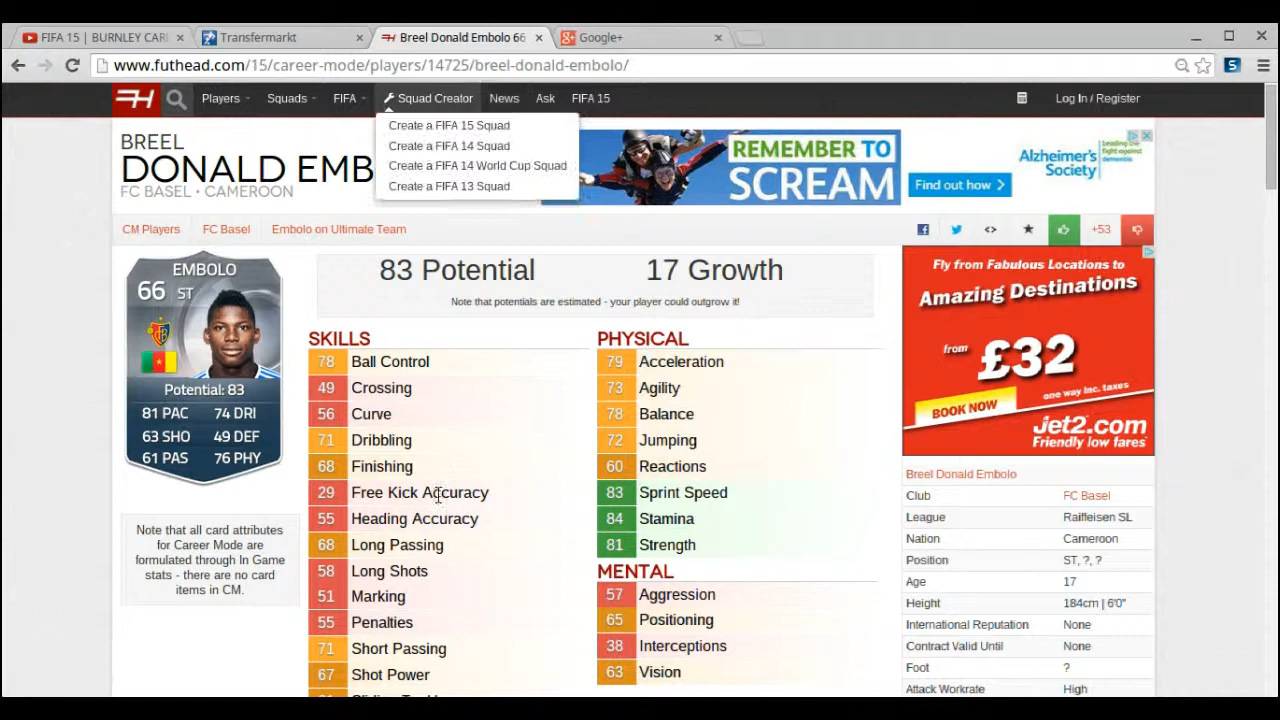 FIFA 15 | BURNLEY CAR
Transfermarkt
Breel Donald Embolo 66
Google+
www.futhead.com/15/career-mode/players/14725/breel-donald-embolo/
Players
Squads
FIFA
Squad Creator
News
Ask
FIFA 15
Log In / Register
Create a FIFA 15 Squad
Create a FIFA 14 Squad
Create a FIFA 14 World Cup Squad
Create a FIFA 13 Squad
BREEL
DONALD EMB
FC BASEL • CAMEROON
REMEMBER TO
SCREAM
Find out how
Alzheimer's
Society
CM Players
FC Basel
Embolo on Ultimate Team
+53
EMBOLO
66 ST
Potential: 83
81 PAC 74 DRI
63 SHO 49 DEF
61 PAS 76 PHY
Note that all card attributes
for Career Mode are
formulated through In Game
stats - there are no card
items in CM.
83 Potential
17 Growth
Note that potentials are estimated - your player could outgrow it!
SKILLS
78 Ball Control
49 Crossing
56 Curve
71 Dribbling
68 Finishing
29 Free Kick Accuracy
55 Heading Accuracy
68 Long Passing
58 Long Shots
51 Marking
55 Penalties
71 Short Passing
67 Shot Power
PHYSICAL
79 Acceleration
73 Agility
78 Balance
72 Jumping
60 Reactions
83 Sprint Speed
84 Stamina
81 Strength
MENTAL
57 Aggression
65 Positioning
38 Interceptions
63 Vision
Fly from Fabulous Locations to
Amazing Destinations
from
£32
one way inc. taxes
BOOK NOW
Jet2.com
Friendly low fares
Breel Donald Embolo
Club FC Basel
League Raiffeisen SL
Nation Cameroon
Position ST, ?, ?
Age 17
Height 184cm | 6'0"
International Reputation None
Contract Valid Until None
Foot ?
Attack Workrate High